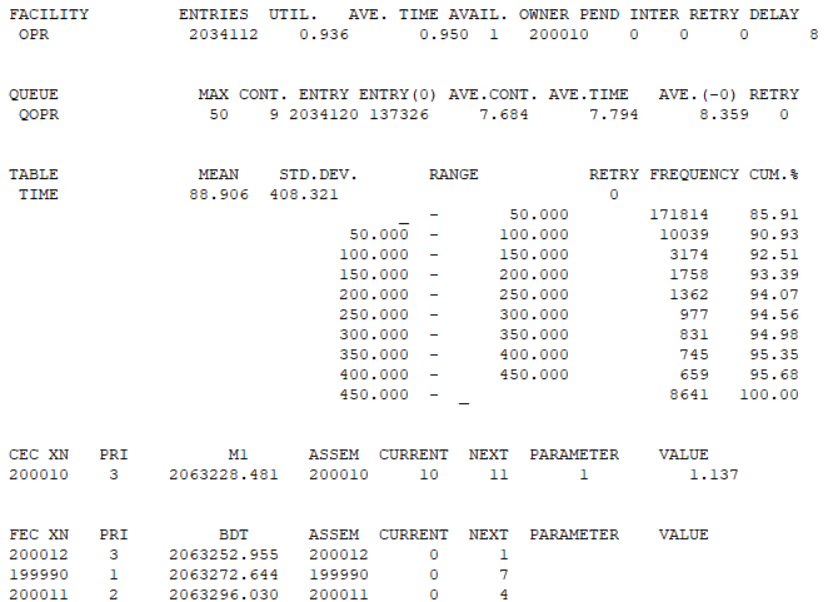 FACILITY ENTRIES UTIL. AVE. TIME AVAIL. OWNER PEND INTER RETRY DELAY
OPR 2034112 0.936 0.950 1 200010 0 0 0 8
QUEUE MAX CONT. ENTRY ENTRY(0) AVE.CONT. AVE.TIME AVE.(-0) RETRY
QOPR 50 9 2034120 137326 7.684 7.794 8.359 0
TABLE MEAN STD.DEV. RANGE RETRY FREQUENCY CUM.%
TIME 88.906 408.321 0
_ - 50.000 171814 85.91
50.000 - 100.000 10039 90.93
100.000 - 150.000 3174 92.51
150.000 - 200.000 1758 93.39
200.000 - 250.000 1362 94.07
250.000 - 300.000 977 94.56
300.000 - 350.000 831 94.98
350.000 - 400.000 745 95.35
400.000 - 450.000 659 95.68
450.000 - _ 8641 100.00
CEC XN PRI M1 ASSEM CURRENT NEXT PARAMETER VALUE
200010 3 2063228.481 200010 10 11 1 1.137
FEC XN PRI BDT ASSEM CURRENT NEXT PARAMETER VALUE
200012 3 2063252.955 200012 0 1
199990 1 2063272.644 199990 0 7
200011 2 2063296.030 200011 0 4